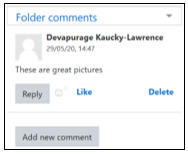 Folder comments
Devapurage Kaucky-Lawrence
29/05/20, 14:47
These are great pictures
Reply Like Delete
Add new comment